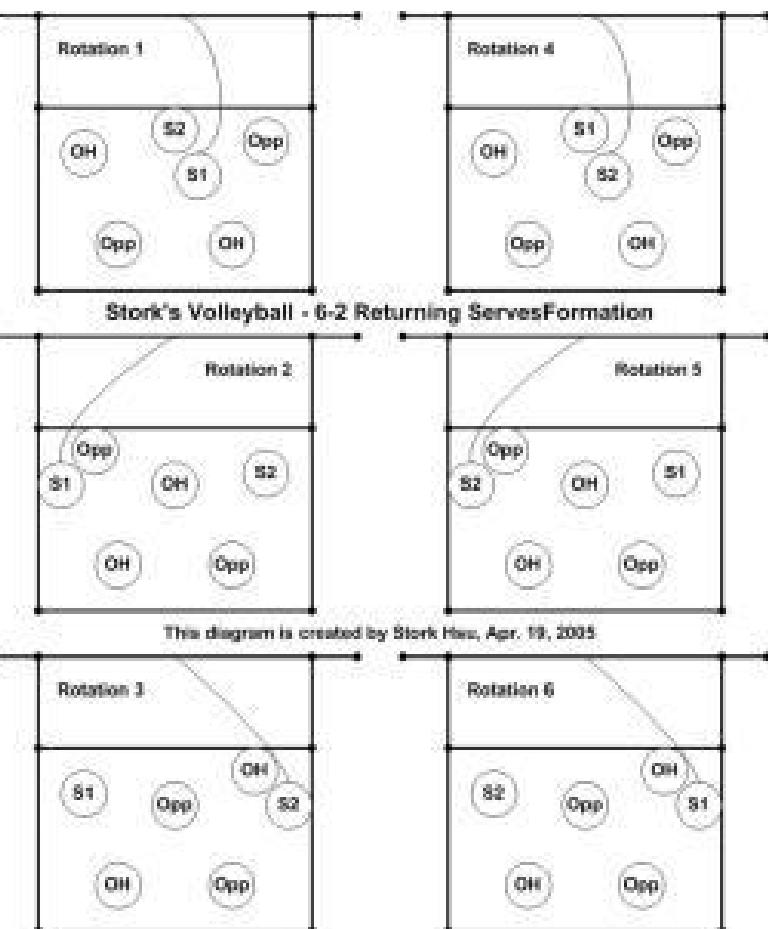 Rotation 1
S2
OH
Opp
S1
Opp
OH
Rotation 4
S1
OH
Opp
S2
Opp
OH
Stork's Volleyball - 6-2 Returning ServesFormation
Rotation 2
Opp
S1
OH
S2
OH
Opp
Rotation 5
Opp
S2
OH
S1
OH
Opp
This diagram is created by Stork Hsu, Apr. 19, 2005
Rotation 3
OH
S1
Opp
S2
OH
Opp
Rotation 6
OH
S2
Opp
S1
OH
Opp